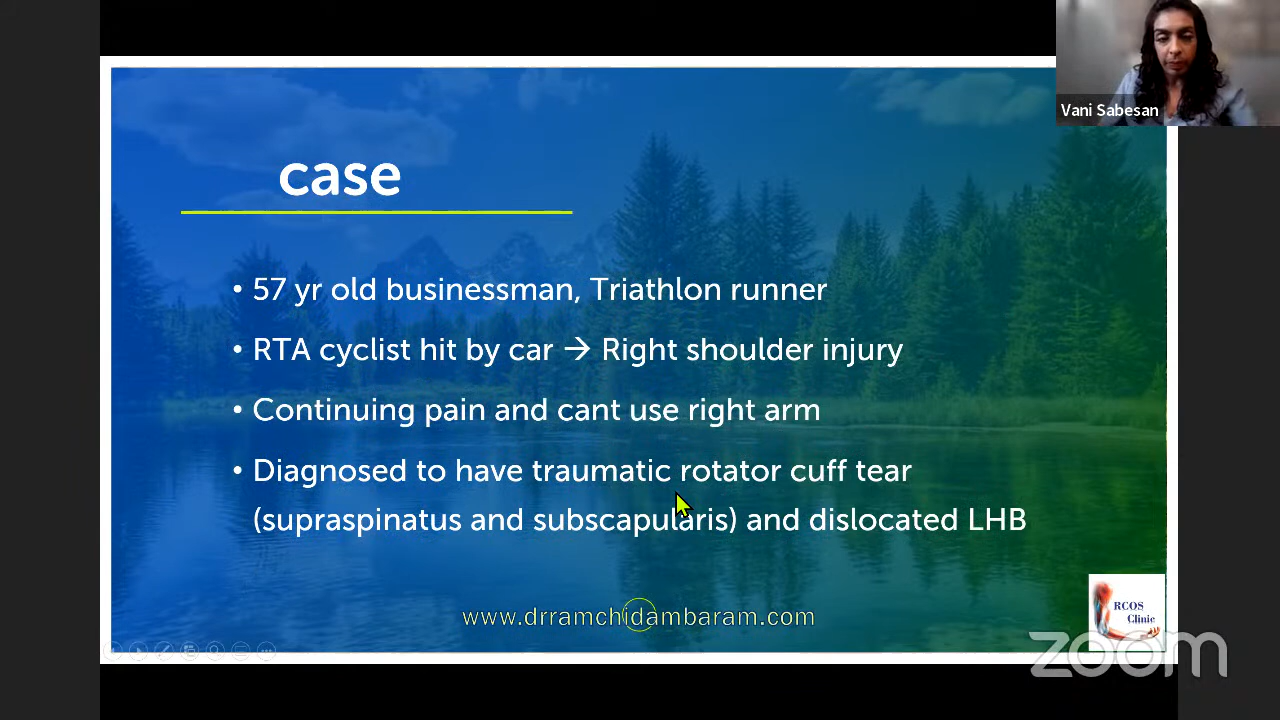 Vani Sabesan
case
• 57 yr old businessman, Triathlon runner
• RTA cyclist hit by car → Right shoulder injury
• Continuing pain and cant use right arm
• Diagnosed to have traumatic rotator cuff tear
(supraspinatus and subscapularis) and dislocated LHB
www.drramchidambaram.com
RCOS
Clinic
zoom